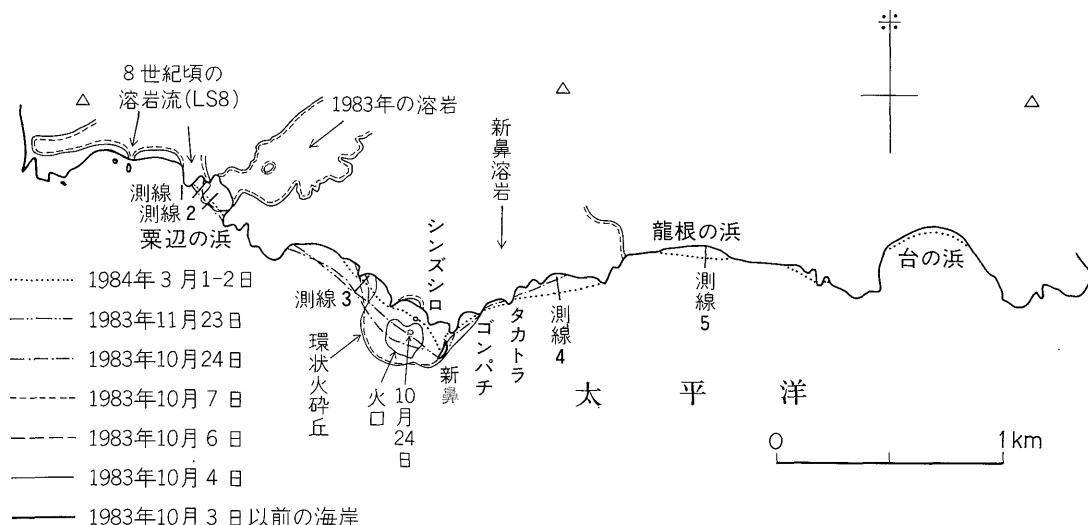 8世紀頃の
溶岩流(LS8)
1983年の溶岩
新鼻溶岩
測線1
測線2
粟辺の浜
シンズシロ
龍根の浜
台の浜
測線3
測線5
測線4
タカトラ
ゴンパチ
新鼻
環状火砕丘
火口
10月24日
太平洋
0 1km
1984年3月1-2日
1983年11月23日
1983年10月24日
1983年10月7日
1983年10月6日
1983年10月4日
1983年10月3日以前の海岸